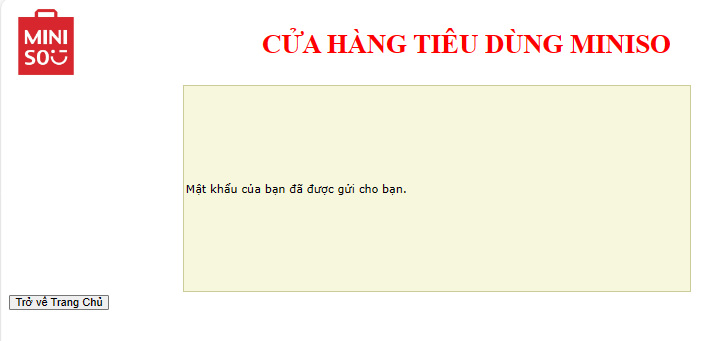 MINI
SO
CỬA HÀNG TIÊU DÙNG MINISO
Mật khẩu của bạn đã được gửi cho bạn.
Trở về Trang Chủ